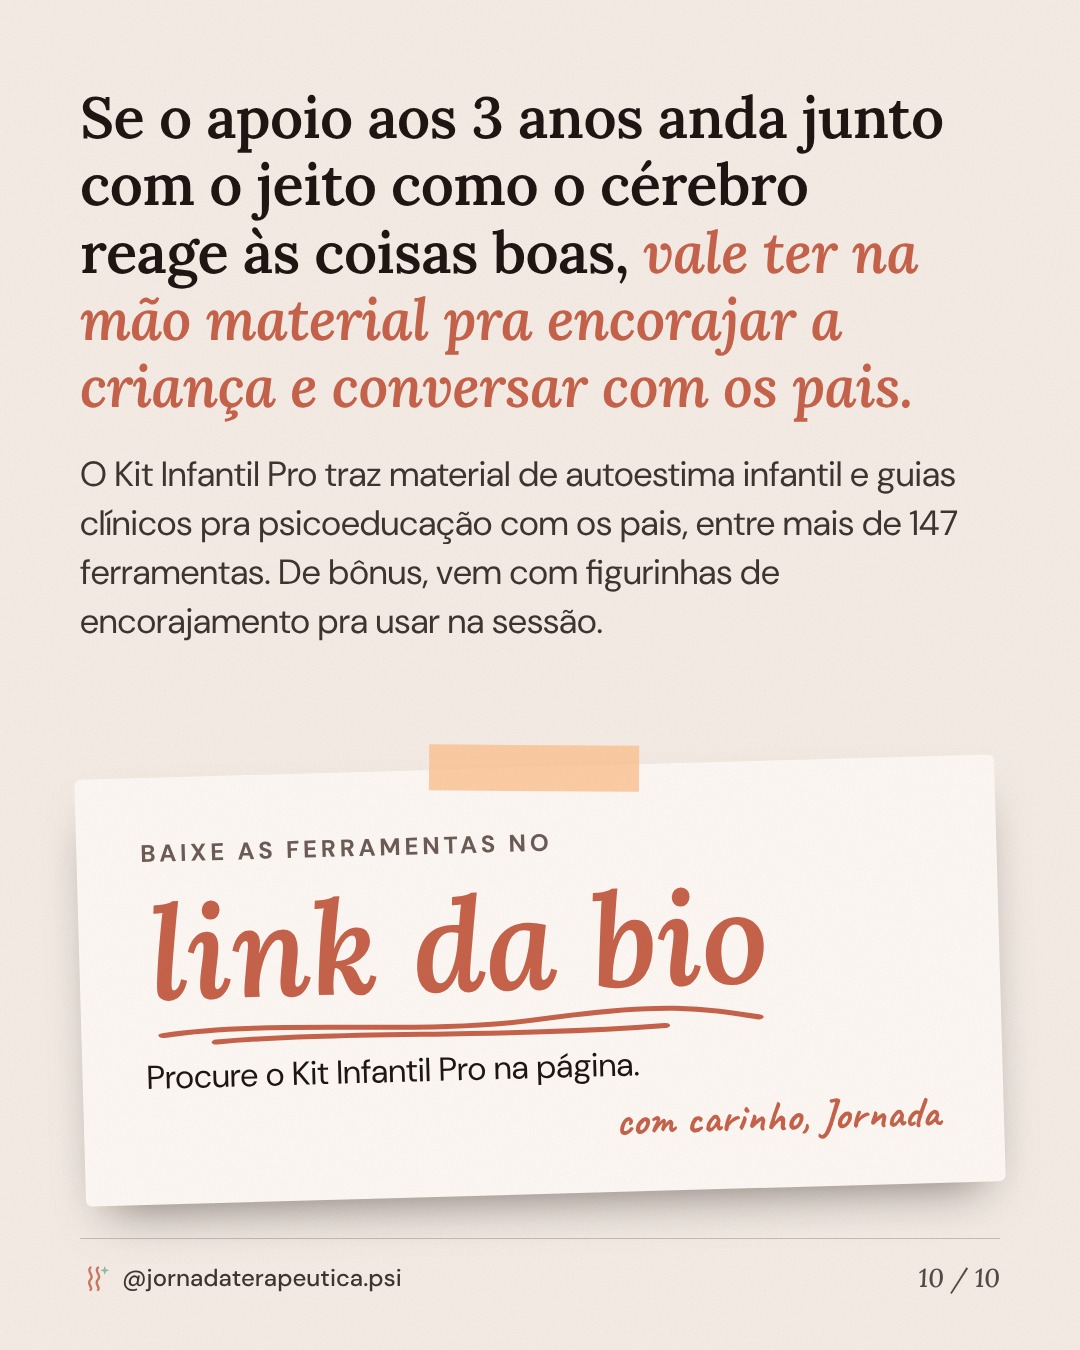 Se o apoio aos 3 anos anda junto
com o jeito como o cérebro
reage às coisas boas, vale ter na
mão material pra encorajar a
criança e conversar com os pais.
O Kit Infantil Pro traz material de autoestima infantil e guias
clínicos pra psicoeducação com os pais, entre mais de 147
ferramentas. De bônus, vem com figurinhas de
encorajamento pra usar na sessão.
BAIXE AS FERRAMENTAS NO
link da bio
Procure o Kit Infantil Pro na página.
com carinho, Jornada
@jornadaterapeutica.psi
10 / 10